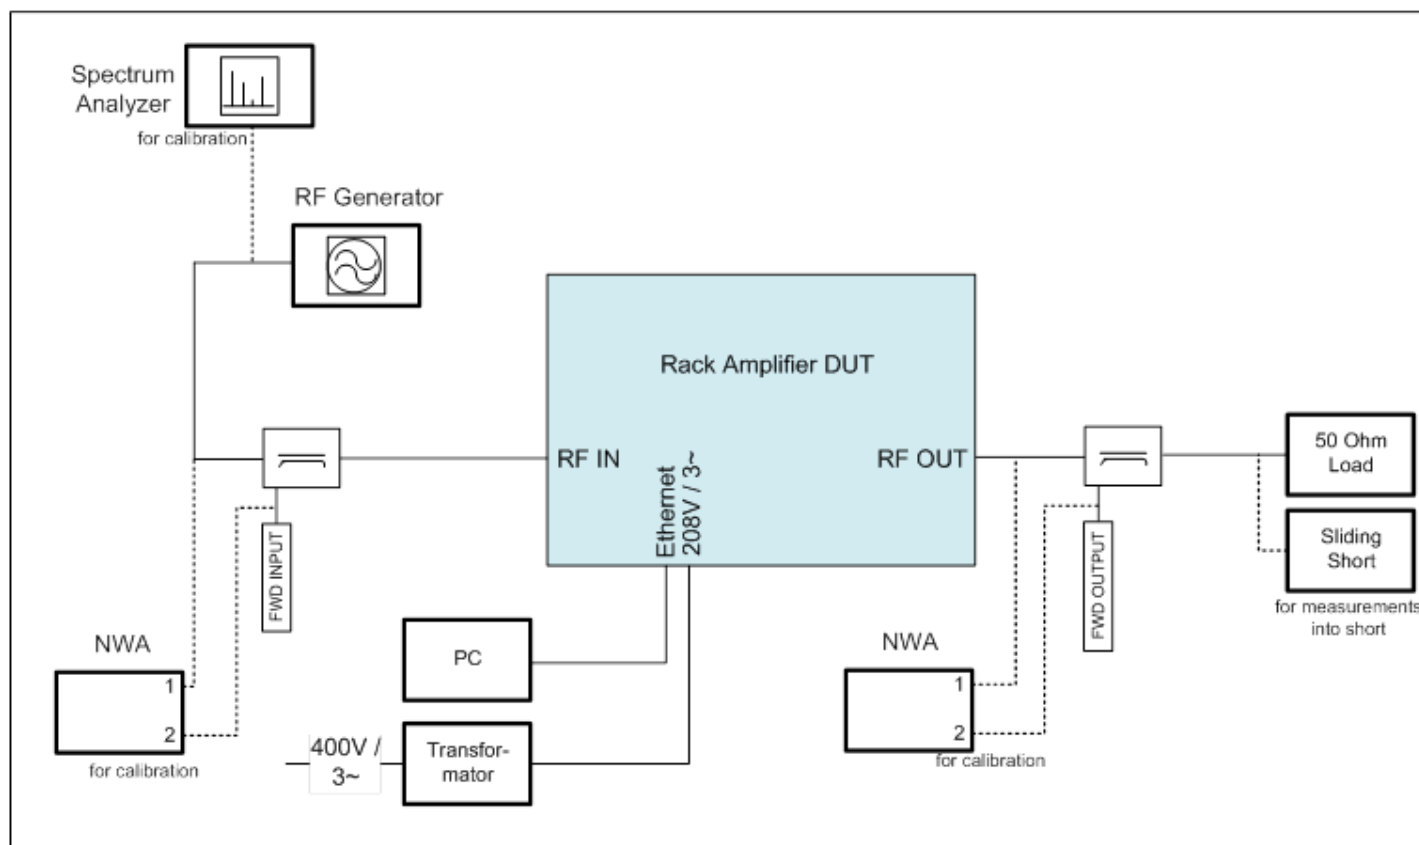 Spectrum
Analyzer
for calibration
RF Generator
Rack Amplifier DUT
RF IN
RF OUT
Ethernet
208V / 3~
50 Ohm
Load
Sliding
Short
for measurements
into short
FWD INPUT
FWD OUTPUT
NWA
1
2
for calibration
PC
400V /
3~
Transfor-
mator
NWA
1
2
for calibration